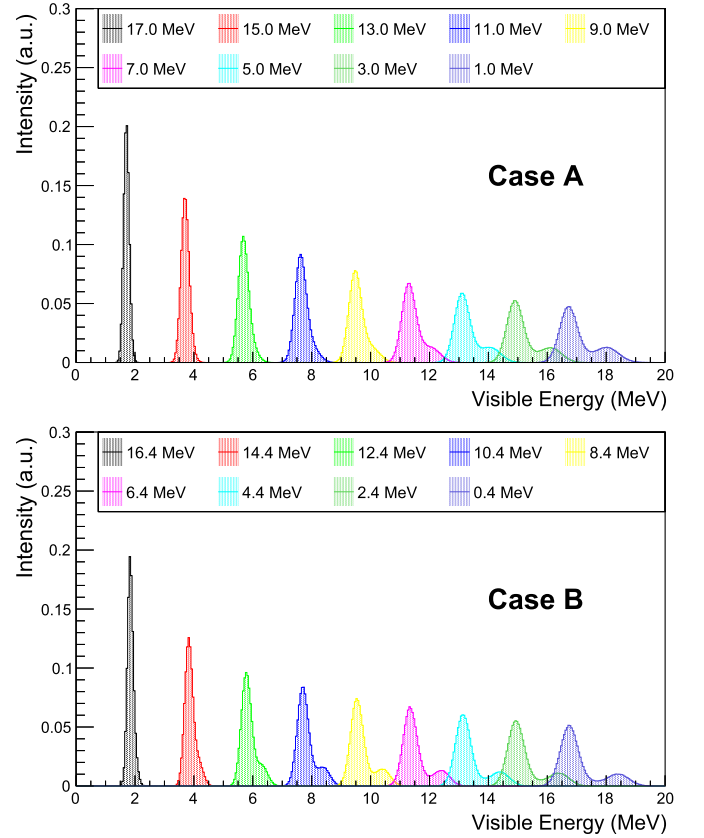 0.3
17.0 MeV 15.0 MeV 13.0 MeV 11.0 MeV 9.0 MeV
7.0 MeV 5.0 MeV 3.0 MeV 1.0 MeV
0.25
0.2
0.15
0.1
0.05
0
Intensity (a.u.)
Case A
0 2 4 6 8 10 12 14 16 18 20
Visible Energy (MeV)
0.3
16.4 MeV 14.4 MeV 12.4 MeV 10.4 MeV 8.4 MeV
6.4 MeV 4.4 MeV 2.4 MeV 0.4 MeV
0.25
0.2
0.15
0.1
0.05
0
Intensity (a.u.)
Case B
0 2 4 6 8 10 12 14 16 18 20
Visible Energy (MeV)